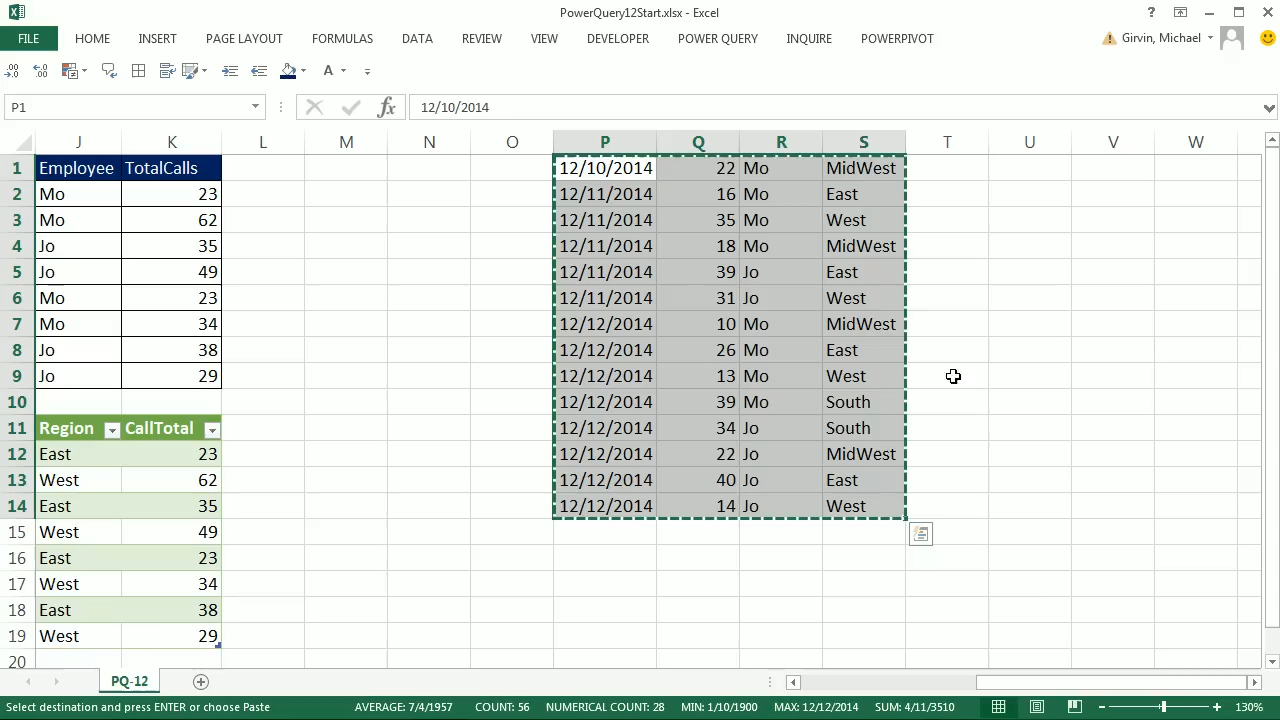 PowerQuery12Start.xlsx - Excel
?
FILE HOME INSERT PAGE LAYOUT FORMULAS DATA REVIEW VIEW DEVELOPER POWER QUERY INQUIRE POWERPIVOT Girvin, Michael
P1 fx 12/10/2014
J K L M N O P Q R S T U V W
1 Employee TotalCalls 12/10/2014 22 Mo MidWest
2 Mo 23 12/11/2014 16 Mo East
3 Mo 62 12/11/2014 35 Mo West
4 Jo 35 12/11/2014 18 Mo MidWest
5 Jo 49 12/11/2014 39 Jo East
6 Mo 23 12/11/2014 31 Jo West
7 Mo 34 12/12/2014 10 Mo MidWest
8 Jo 38 12/12/2014 26 Mo East
9 Jo 29 12/12/2014 13 Mo West
10 12/12/2014 39 Mo South
11 Region CallTotal 12/12/2014 34 Jo South
12 East 23 12/12/2014 22 Jo MidWest
13 West 62 12/12/2014 40 Jo East
14 East 35 12/12/2014 14 Jo West
15 West 49
16 East 23
17 West 34
18 East 38
19 West 29
20
PQ-12
Select destination and press ENTER or choose Paste AVERAGE: 7/4/1957 COUNT: 56 NUMERICAL COUNT: 28 MIN: 1/10/1900 MAX: 12/12/2014 SUM: 4/11/3510 130%